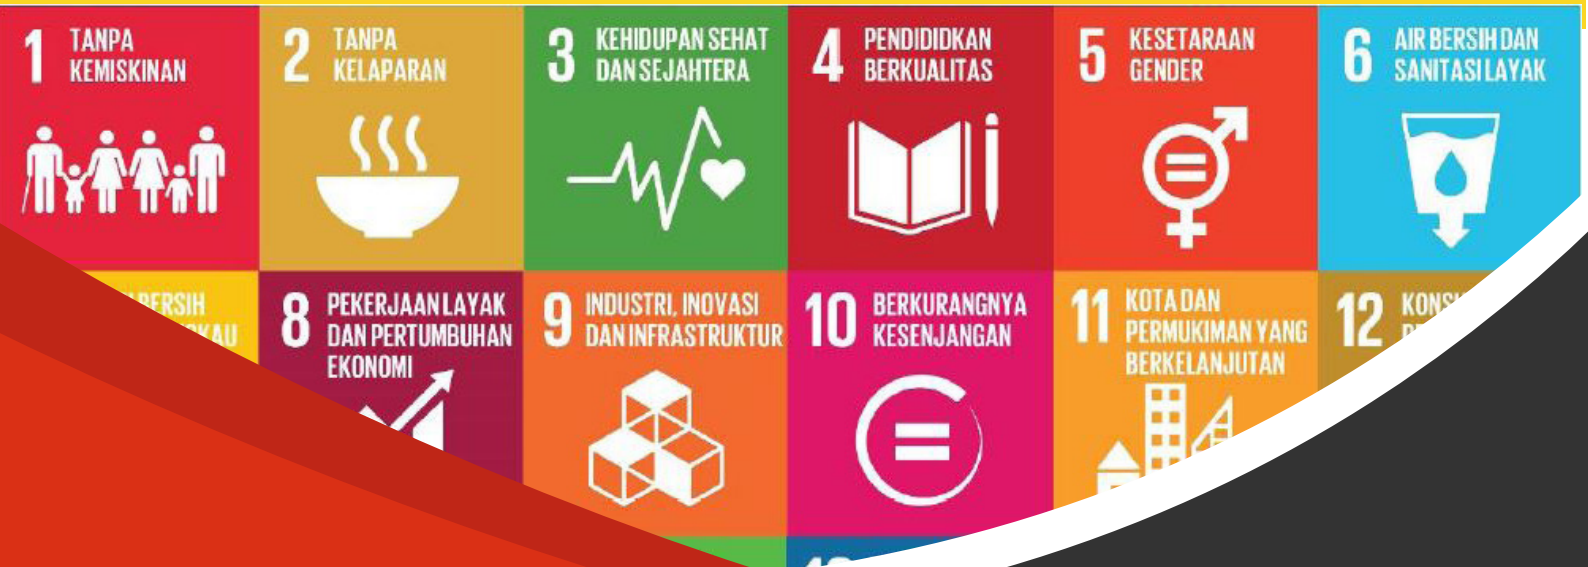 1 TANPA
KEMISKINAN
2 TANPA
KELAPARAN
3 KEHIDUPAN SEHAT
DAN SEJAHTERA
4 PENDIDIDKAN
BERKUALITAS
5 KESETARAAN
GENDER
6 AIR BERSIH DAN
SANITASI LAYAK
BERSIH
8 PEKERJAAN LAYAK
DAN PERTUMBUHAN
EKONOMI
9 INDUSTRI, INOVASI
DAN INFRASTRUKTUR
10 BERKURANGNYA
KESENJANGAN
11 KOTA DAN
PERMUKIMAN YANG
BERKELANJUTAN
12